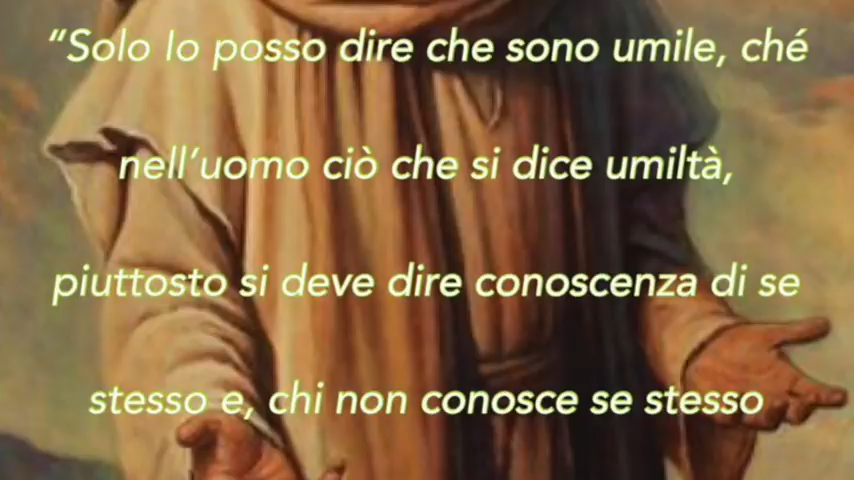 “Solo Io posso dire che sono umile, ché
nell’uomo ciò che si dice umiltà,
piuttosto si deve dire conoscenza di se
stesso e, chi non conosce se stesso